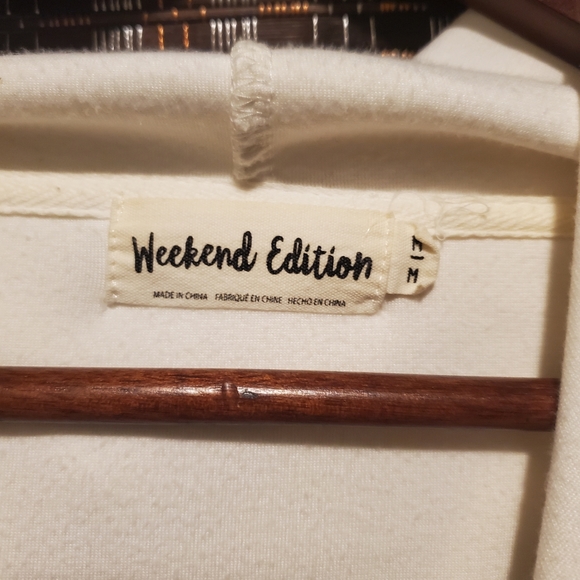 Weekend Edition
MADE IN CHINA FABRIQUÉ EN CHINE HECHO EN CHINA
M
M